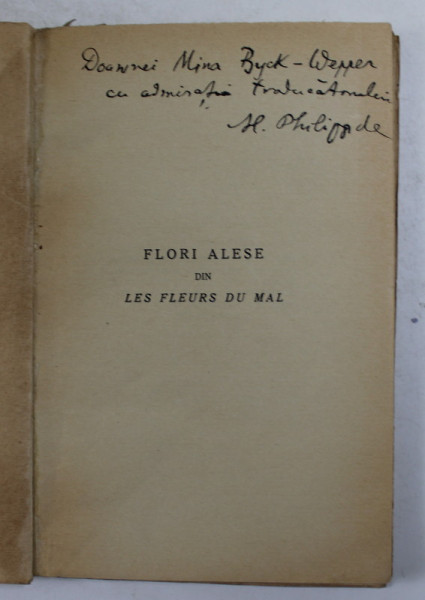 Doamnei Mina Byck-Wepper
cu admirația traducătorului
Al. Philippide
FLORI ALESE
DIN
LES FLEURS DU MAL